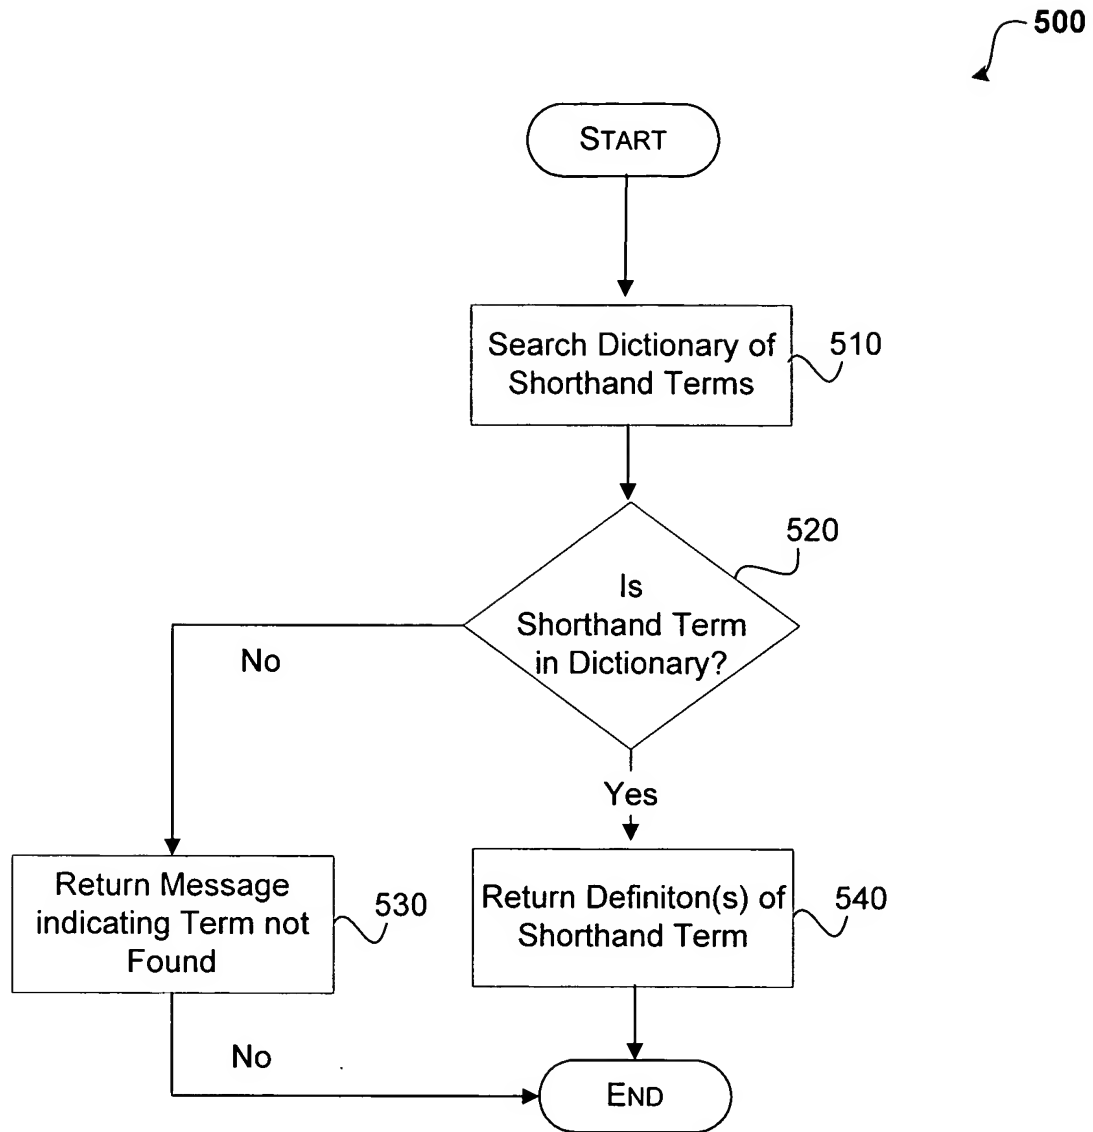 500
START
Search Dictionary of
Shorthand Terms
510
520
Is
Shorthand Term
in Dictionary?
No
Yes
Return Message
indicating Term not
Found
530
Return Definiton(s) of
Shorthand Term
540
No
END